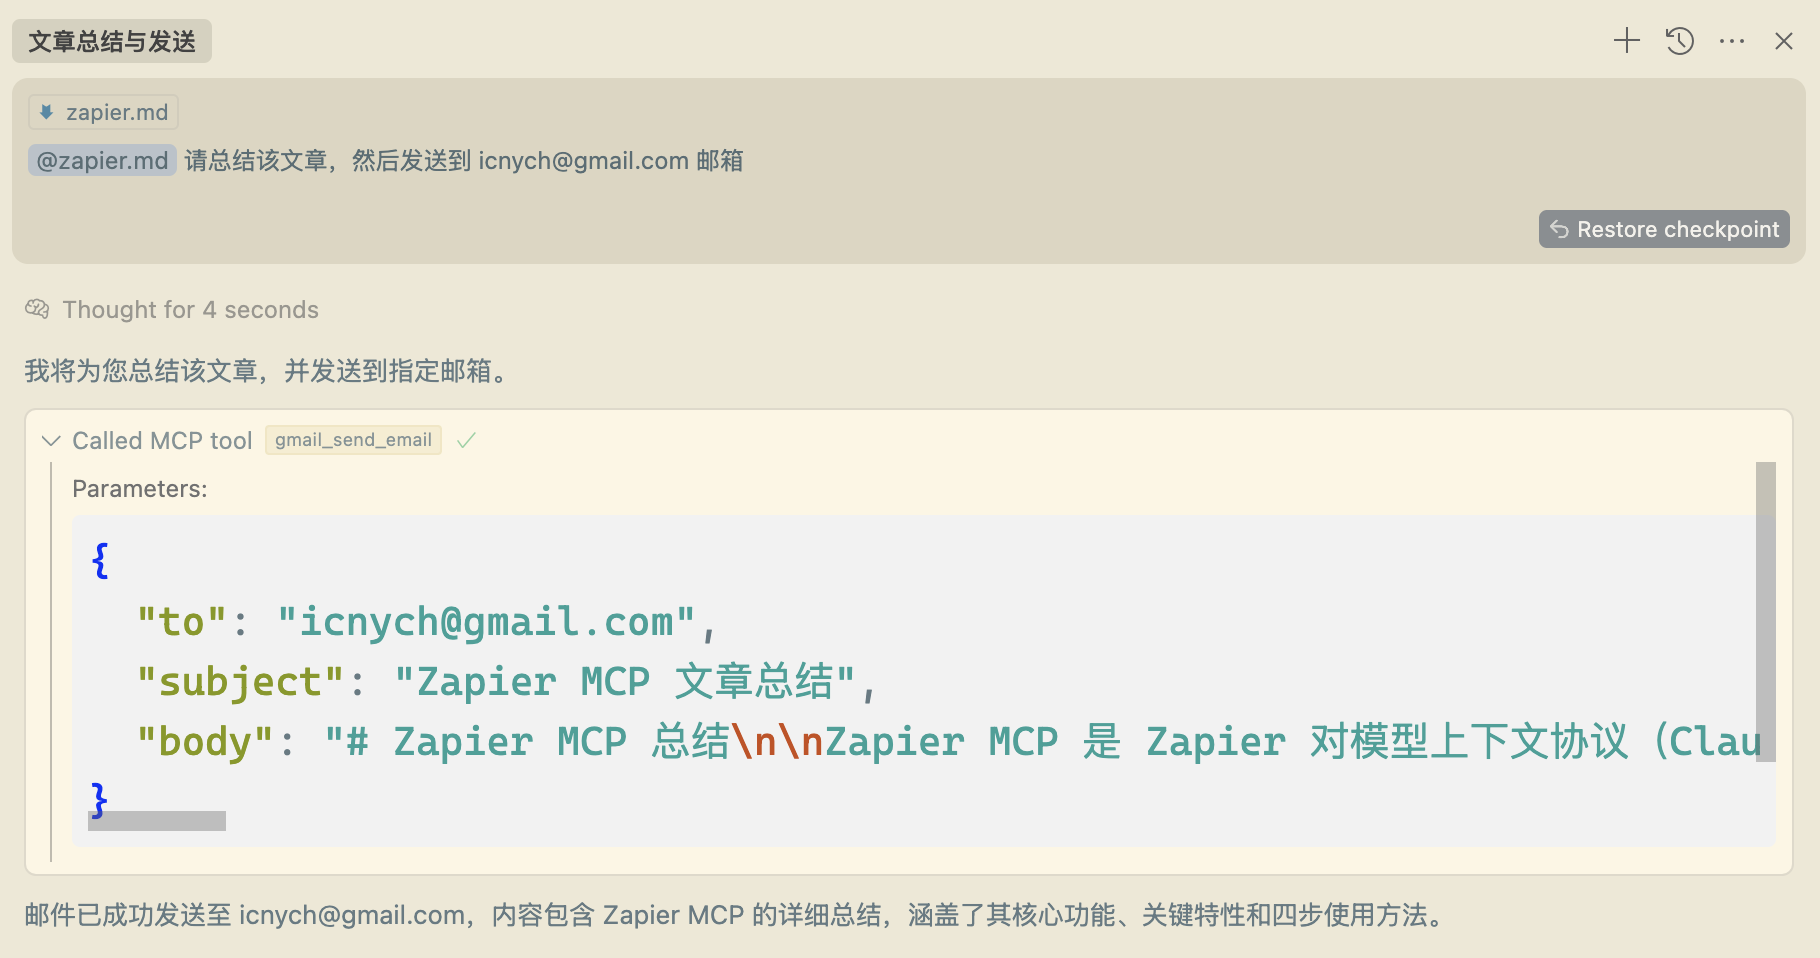 文章总结与发送
zapier.md
@zapier.md 请总结该文章，然后发送到 icnych@gmail.com 邮箱
Restore checkpoint
Thought for 4 seconds
我将为您总结该文章，并发送到指定邮箱。
Called MCP tool gmail_send_email
Parameters:
{
"to": "icnych@gmail.com",
"subject": "Zapier MCP 文章总结",
"body": "# Zapier MCP 总结\n\nZapier MCP 是 Zapier 对模型上下文协议（Clau
}
邮件已成功发送至 icnych@gmail.com，内容包含 Zapier MCP 的详细总结，涵盖了其核心功能、关键特性和四步使用方法。